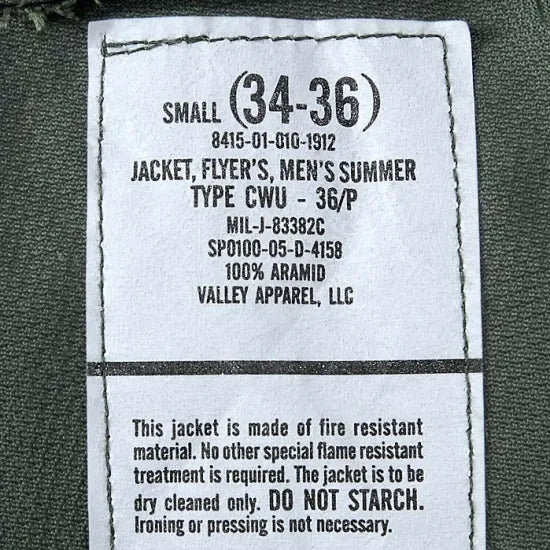 SMALL (34-36)
8415-01-010-1912
JACKET, FLYER'S, MEN'S SUMMER
TYPE CWU - 36/P
MIL-J-83382C
SPO100-05-D-4158
100% ARAMID
VALLEY APPAREL, LLC
This jacket is made of fire resistant
material. No other special flame resistant
treatment is required. The jacket is to be
dry cleaned only. DO NOT STARCH.
Ironing or pressing is not necessary.